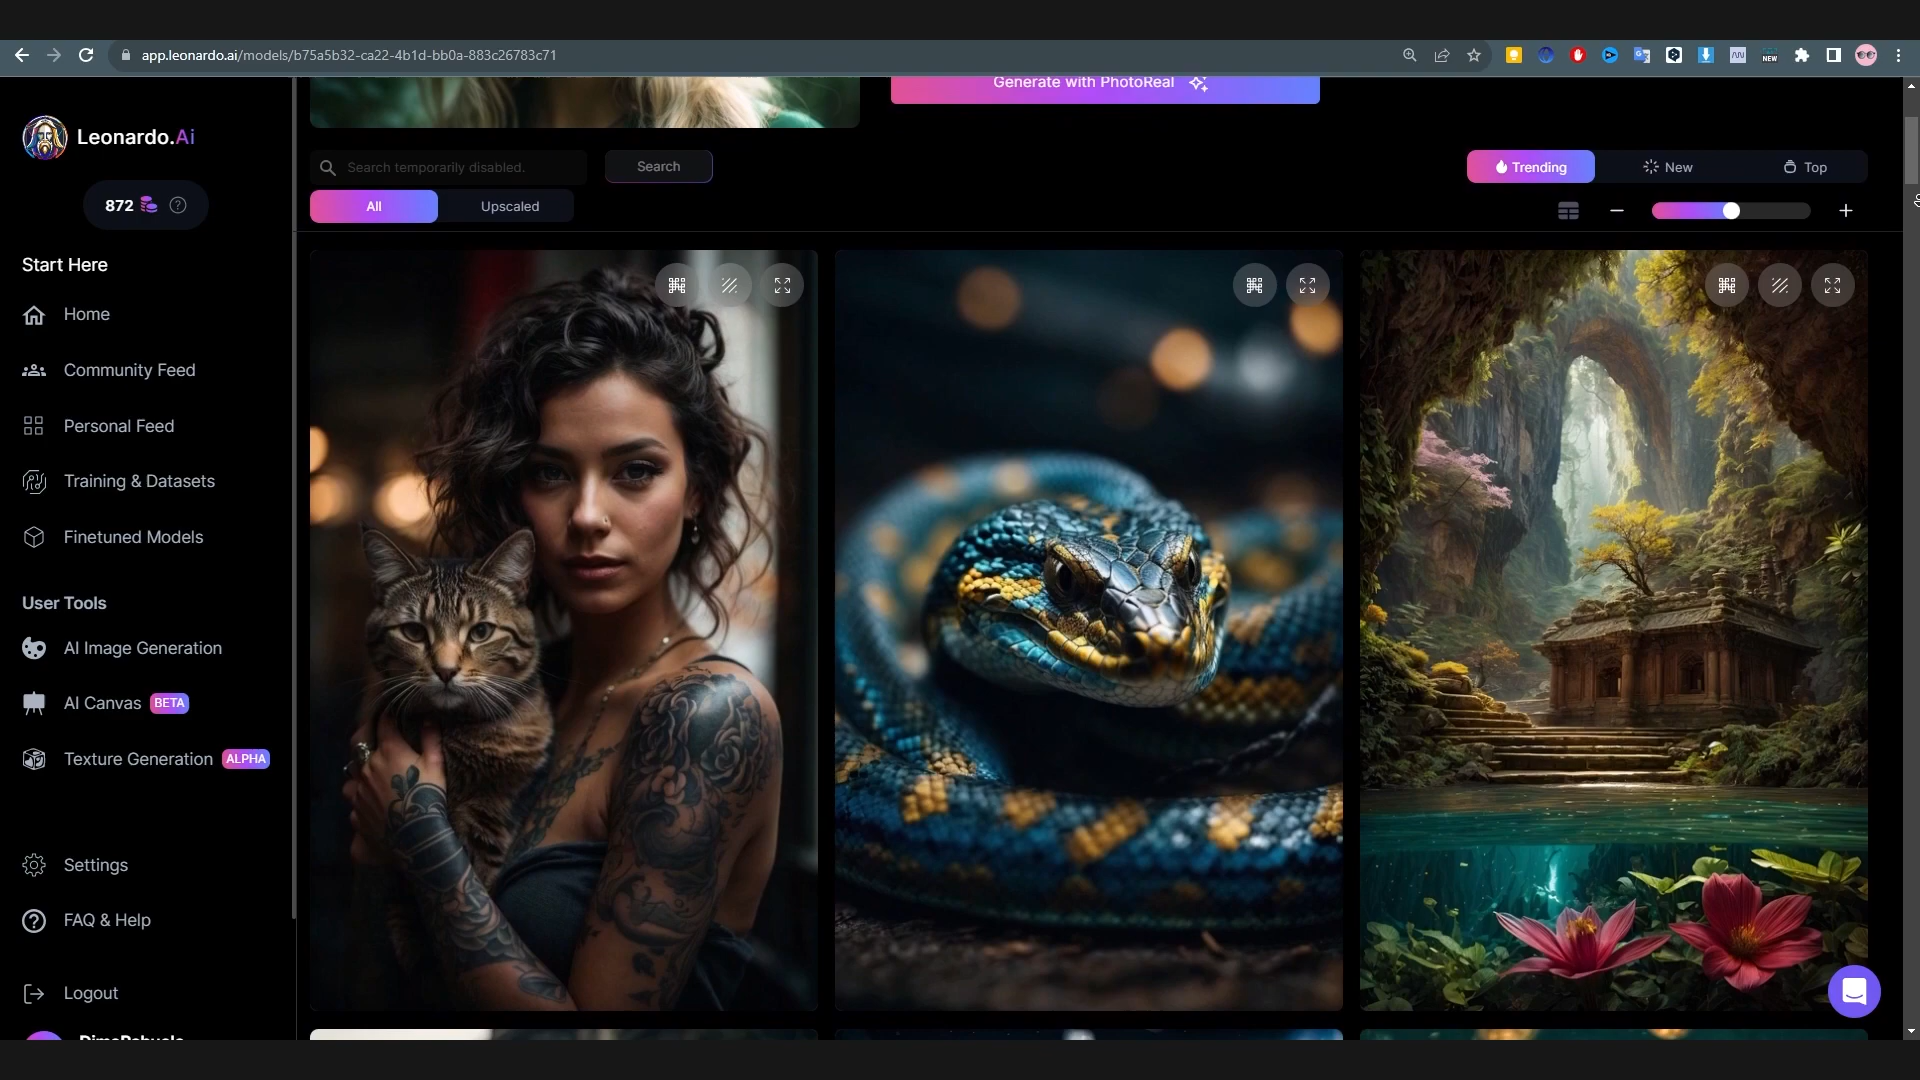 app.leonardo.ai/models/b75a5b32-ca22-4b1d-bb0a-883c26783c71
NEW
Leonardo.Ai
872
Start Here
Home
Community Feed
Personal Feed
Training & Datasets
Finetuned Models
User Tools
AI Image Generation
AI Canvas BETA
Texture Generation ALPHA
Settings
FAQ & Help
Logout
Generate with PhotoReal
Search temporarily disabled.
Search
Trending
New
Top
All
Upscaled